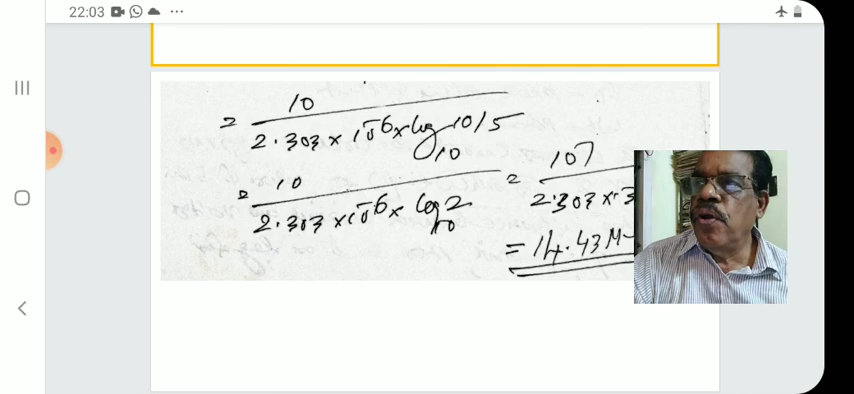 22:03
= 10 / 2.303 × 10⁻⁶ × log₁₀ 10/5
= 10 / 2.303 × 10⁻⁶ × log₁₀ 2 = 10⁷ / 2.303 × .3
= 14.43 M